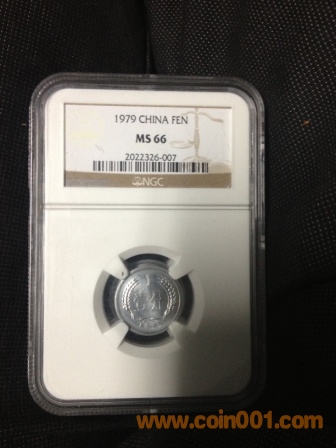 1979 CHINA FEN
MS 66
2022326-007
NGC
www.coin001.com